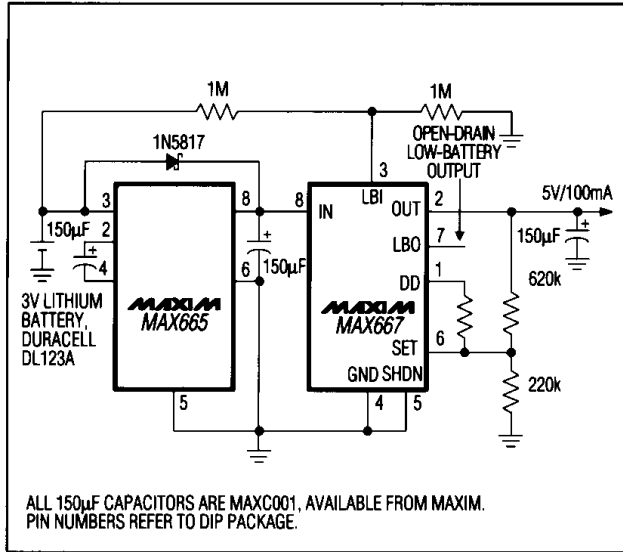 1M
1M
1N5817
OPEN-DRAIN
LOW-BATTERY
OUTPUT
3
LBI
3
8
8
IN
OUT
2
5V/100mA
150µF
2
+
4
+
150µF
6
LBO
7
+
150µF
DD
1
620k
3V LITHIUM
BATTERY,
DURACELL
DL123A
MAXIM
MAX665
MAXIM
MAX667
SET
6
GND SHDN
220k
5
4
5
ALL 150µF CAPACITORS ARE MAXC001, AVAILABLE FROM MAXIM.
PIN NUMBERS REFER TO DIP PACKAGE.